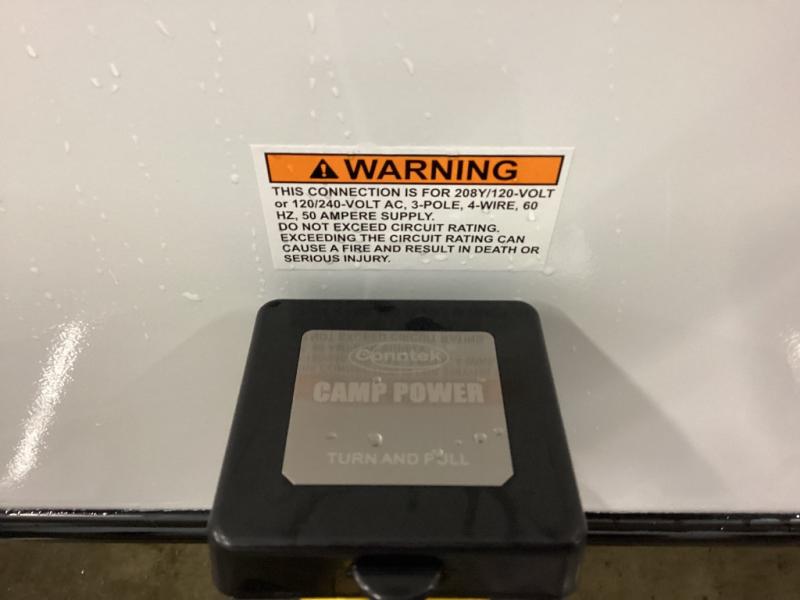 WARNING
THIS CONNECTION IS FOR 208Y/120-VOLT
or 120/240-VOLT AC, 3-POLE, 4-WIRE, 60
HZ, 50 AMPERE SUPPLY.
DO NOT EXCEED CIRCUIT RATING.
EXCEEDING THE CIRCUIT RATING CAN
CAUSE A FIRE AND RESULT IN DEATH OR
SERIOUS INJURY.
Conntek
CAMP POWER
TURN AND PULL